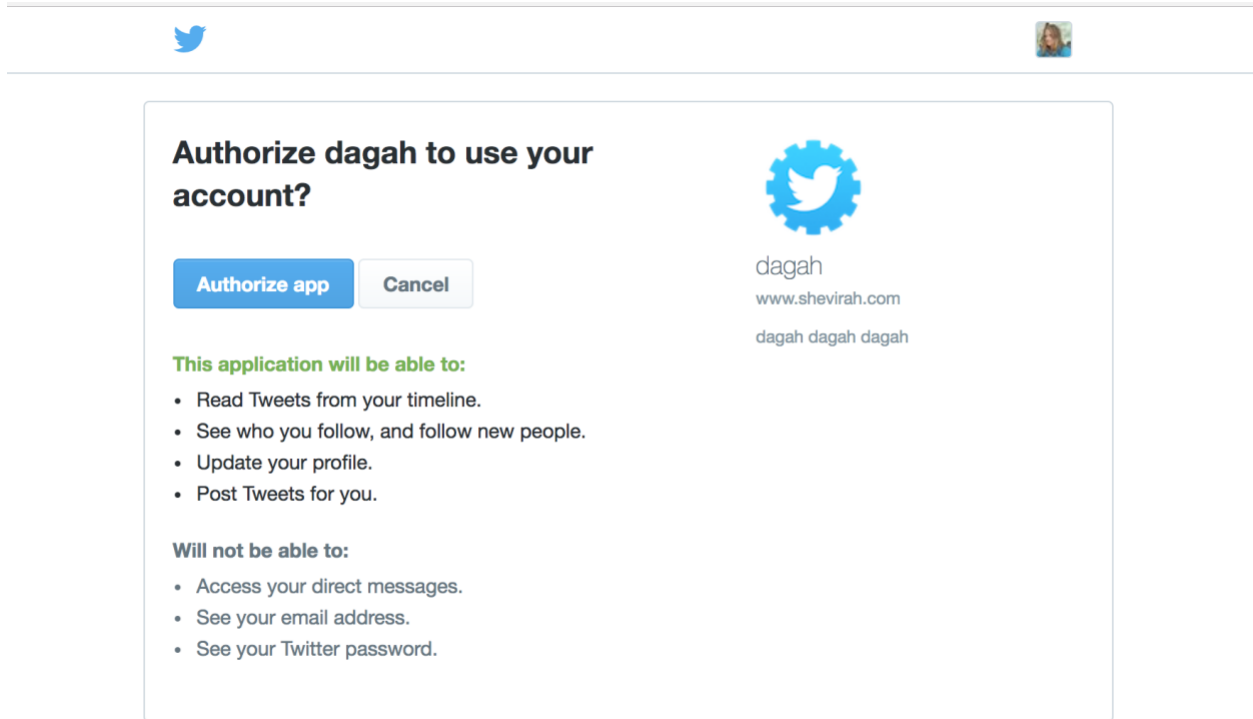 Authorize dagah to use your
account?
Authorize app
Cancel
This application will be able to:
• Read Tweets from your timeline.
• See who you follow, and follow new people.
• Update your profile.
• Post Tweets for you.
Will not be able to:
• Access your direct messages.
• See your email address.
• See your Twitter password.
dagah
www.shevirah.com
dagah dagah dagah